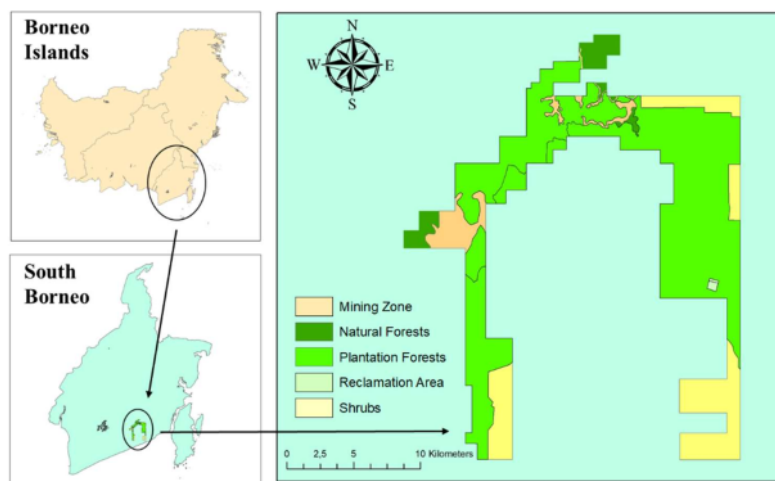 Borneo
Islands
South
Borneo
N
W
E
S
Mining Zone
Natural Forests
Plantation Forests
Reclamation Area
Shrubs
0 2,5 5 10 Kilometers